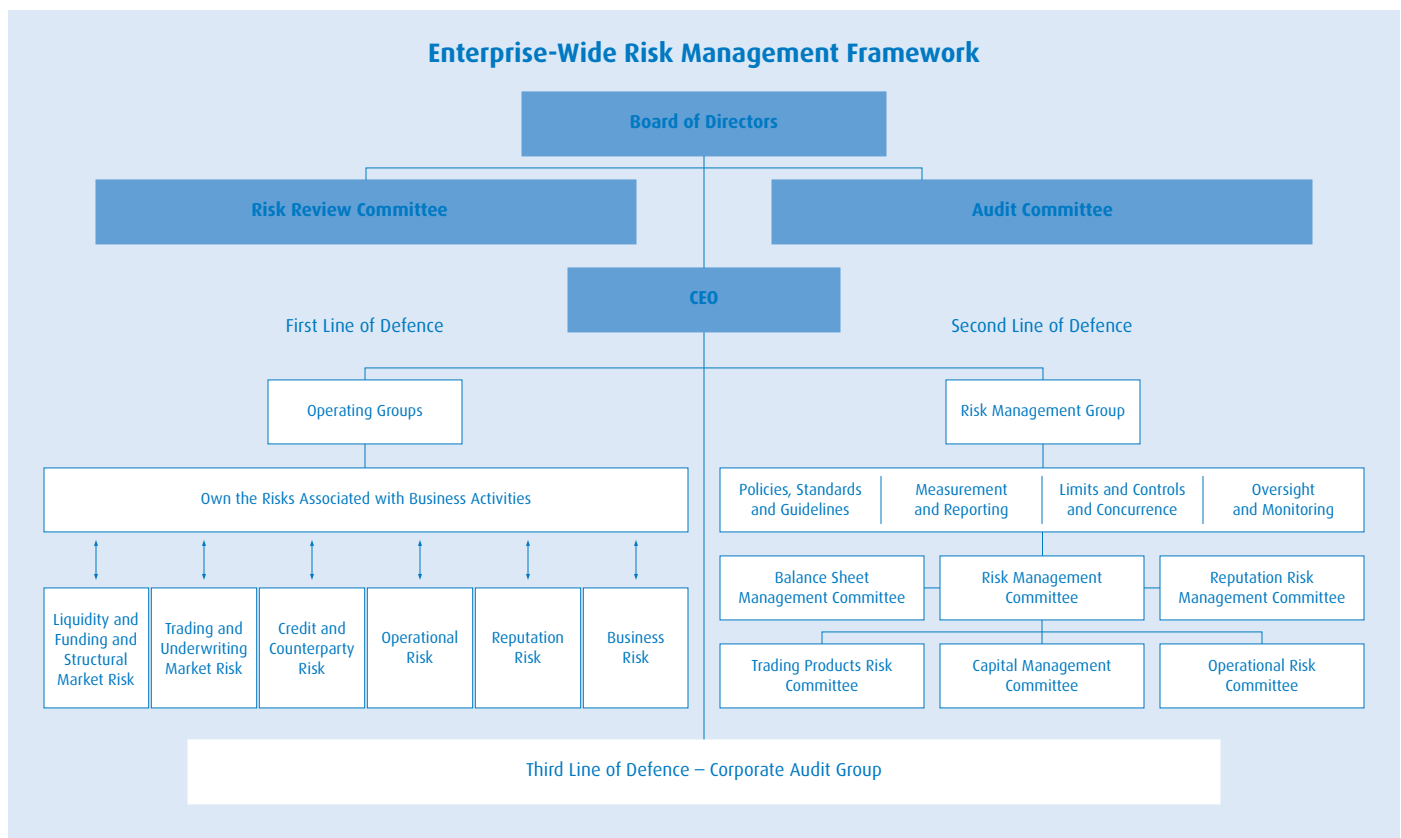 Enterprise-Wide Risk Management Framework
Board of Directors
Risk Review Committee
Audit Committee
CEO
First Line of Defence
Second Line of Defence
Operating Groups
Risk Management Group
Own the Risks Associated with Business Activities
Policies, Standards
and Guidelines
Measurement
and Reporting
Limits and Controls
and Concurrence
Oversight
and Monitoring
Liquidity and
Funding and
Structural
Market Risk
Trading and
Underwriting
Market Risk
Credit and
Counterparty
Risk
Operational
Risk
Reputation
Risk
Business
Risk
Balance Sheet
Management Committee
Risk Management
Committee
Reputation Risk
Management Committee
Trading Products Risk
Committee
Capital Management
Committee
Operational Risk
Committee
Third Line of Defence – Corporate Audit Group